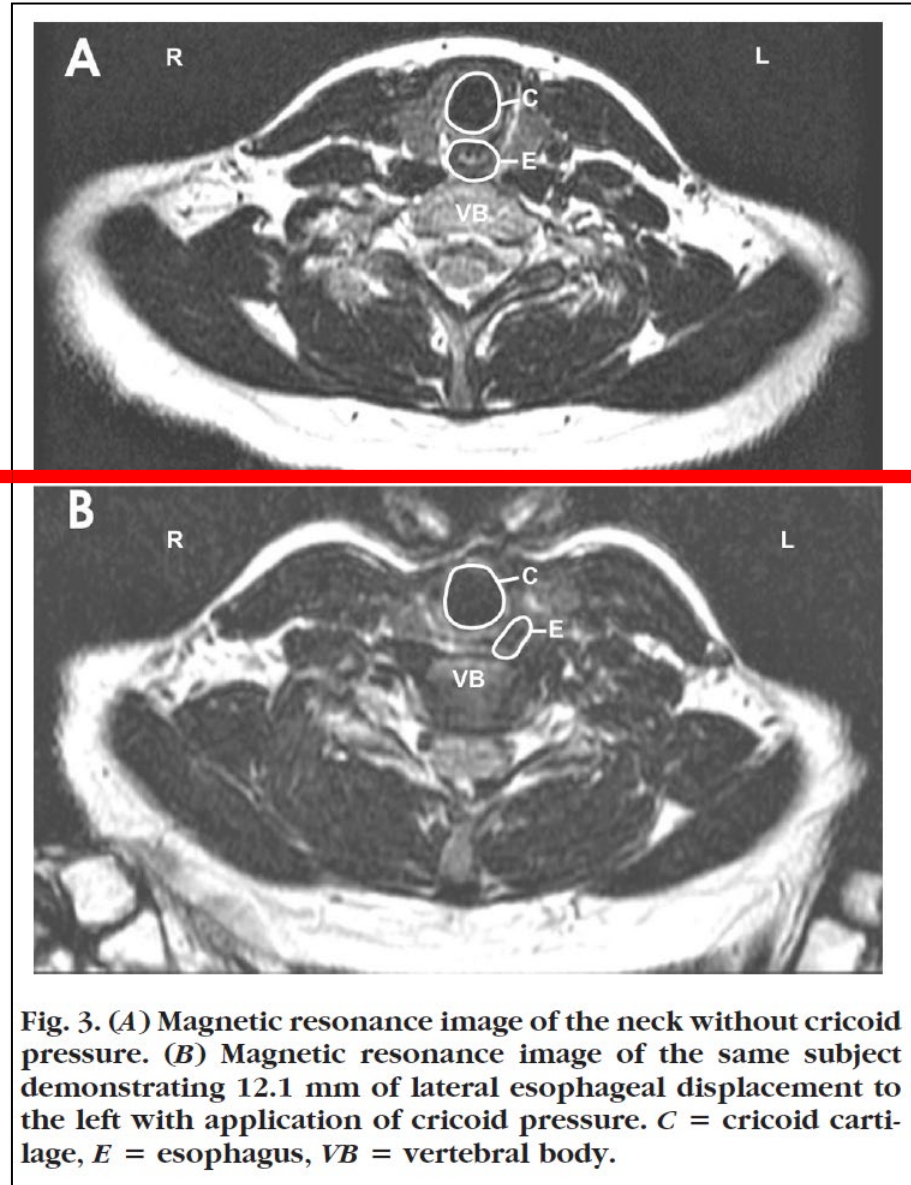 A
R
L
C
E
VB
B
R
L
C
E
VB
Fig. 3. (A) Magnetic resonance image of the neck without cricoid
pressure. (B) Magnetic resonance image of the same subject
demonstrating 12.1 mm of lateral esophageal displacement to
the left with application of cricoid pressure. C = cricoid carti-
lage, E = esophagus, VB = vertebral body.